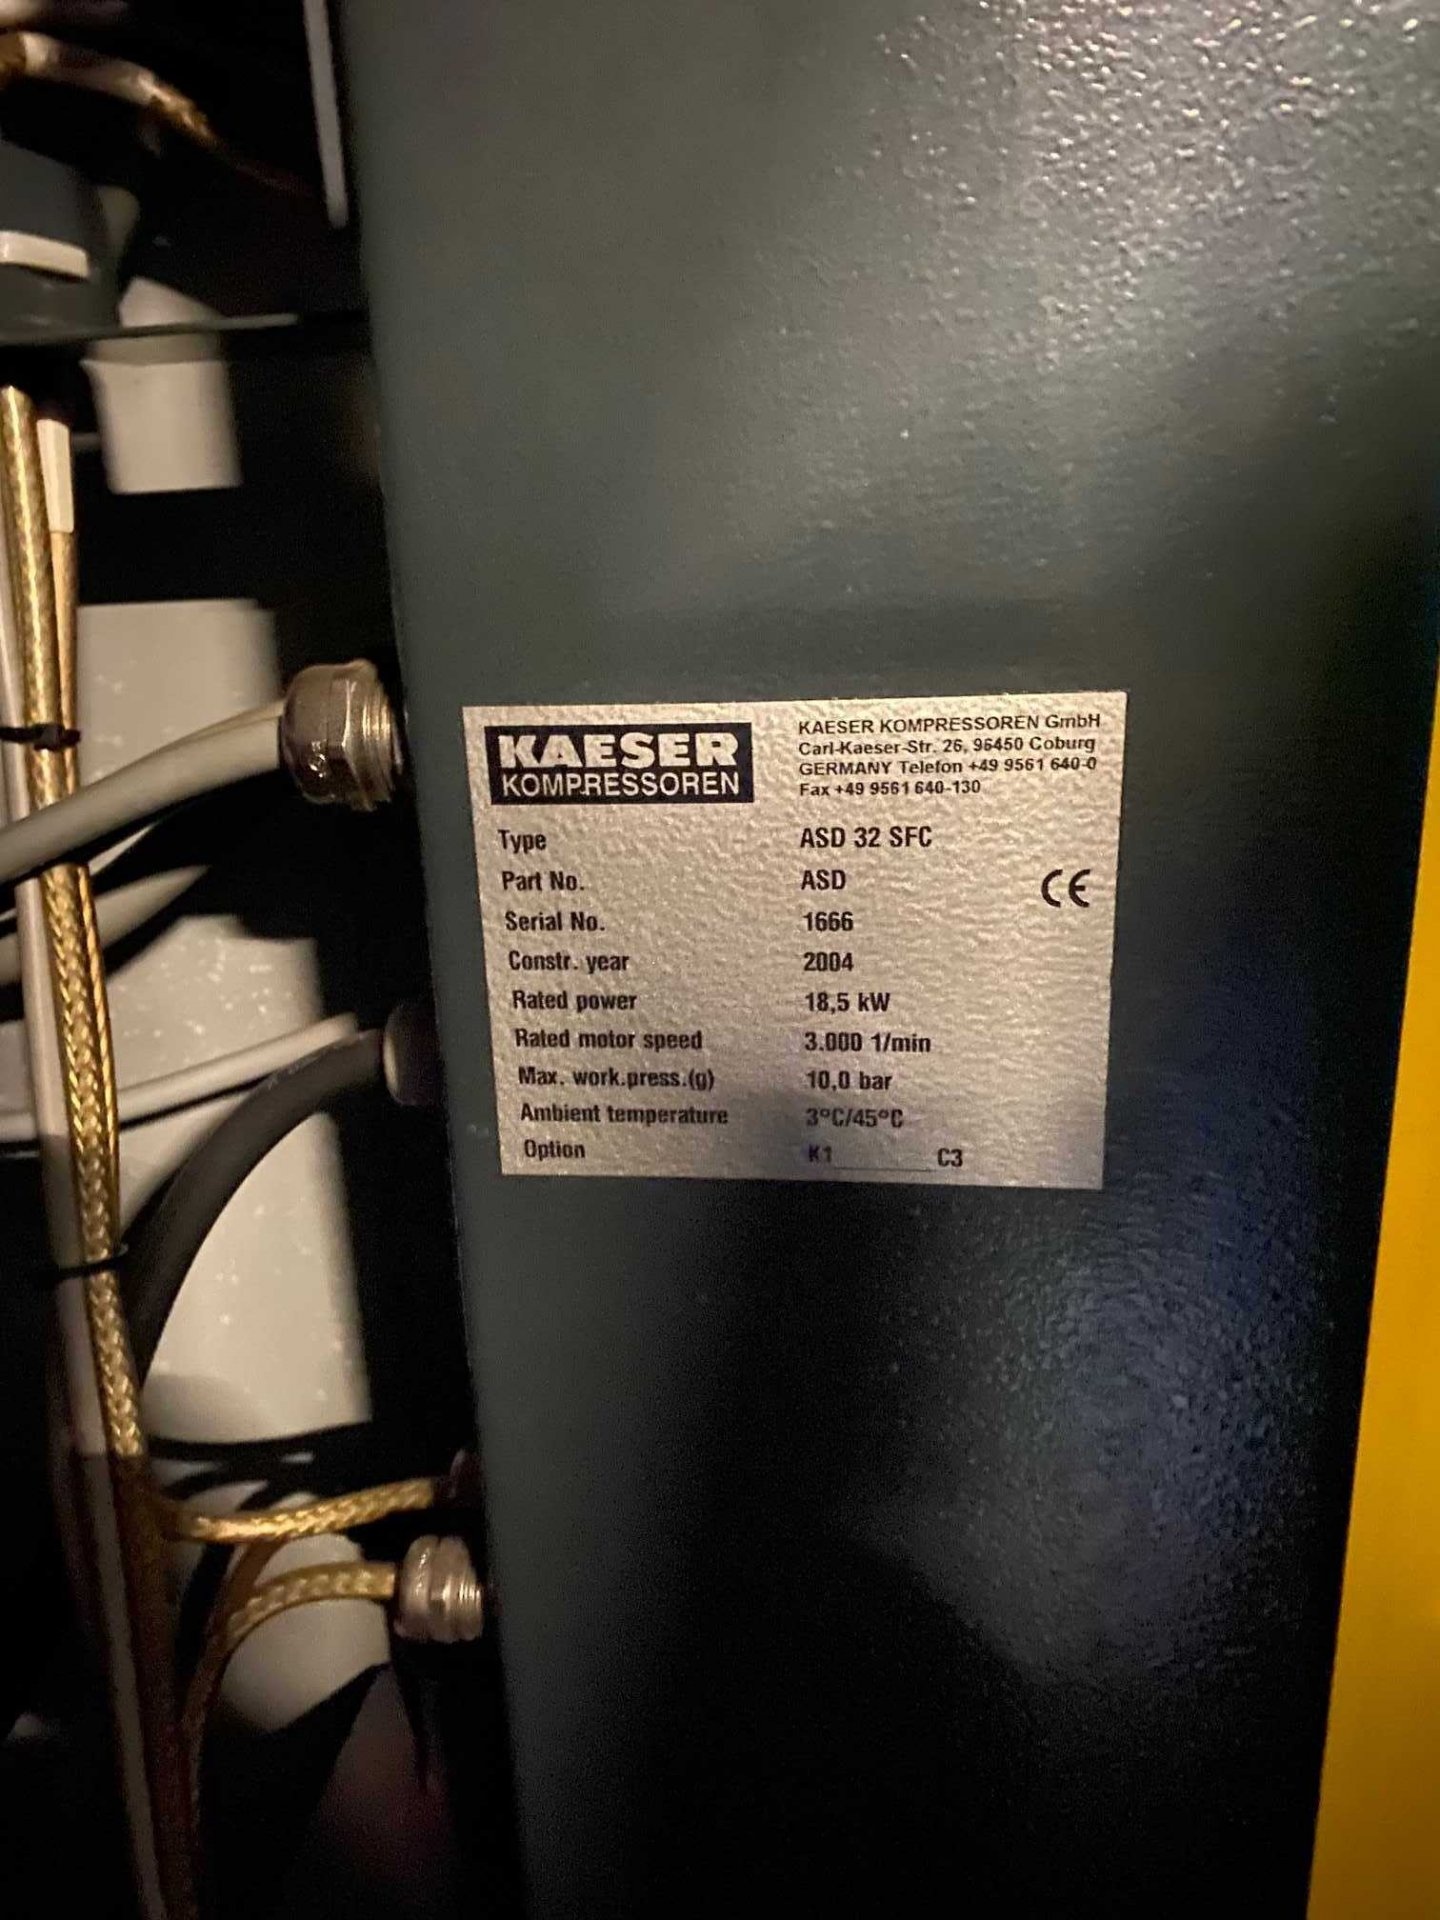 KAESER
KOMPRESSOREN
KAESER KOMPRESSOREN GmbH
Carl-Kaeser-Str. 26, 96450 Coburg
GERMANY Telefon +49 9561 640-0
Fax +49 9561 640-130
Type ASD 32 SFC
Part No. ASD
CE
Serial No. 1666
Constr. year 2004
Rated power 18,5 kW
Rated motor speed 3.000 1/min
Max. work.press.(g) 10,0 bar
Ambient temperature 3°C/45°C
Option K1________C3